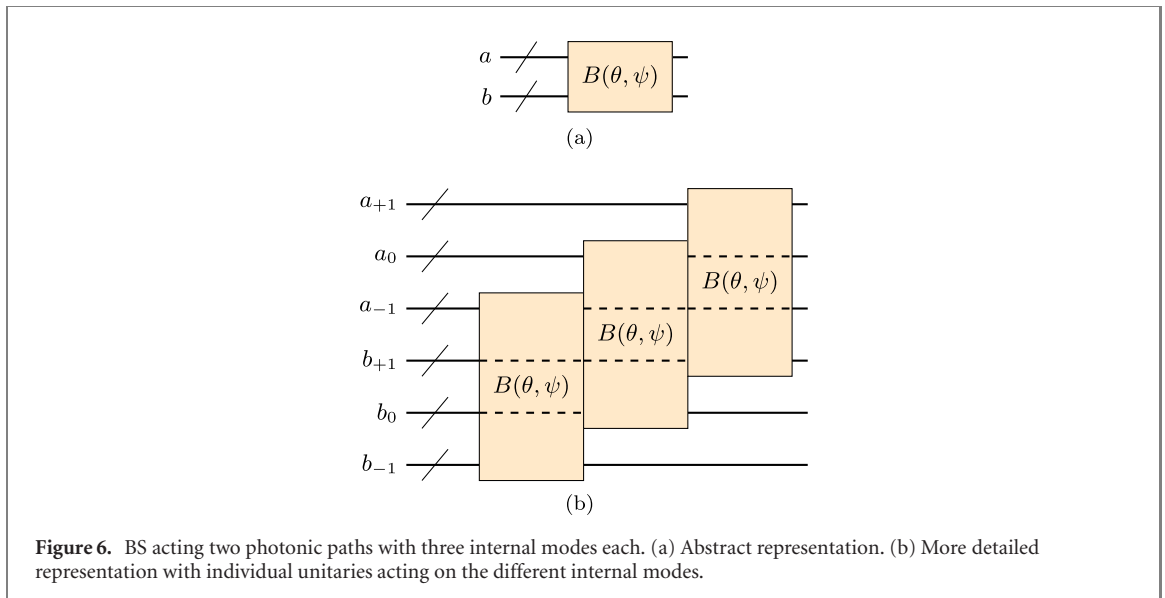 a
B(θ, ψ)
b
(a)
a₊₁
a₀
B(θ, ψ)
a₋₁
B(θ, ψ)
b₊₁
B(θ, ψ)
b₀
b₋₁
(b)
Figure 6. BS acting two photonic paths with three internal modes each. (a) Abstract representation. (b) More detailed
representation with individual unitaries acting on the different internal modes.